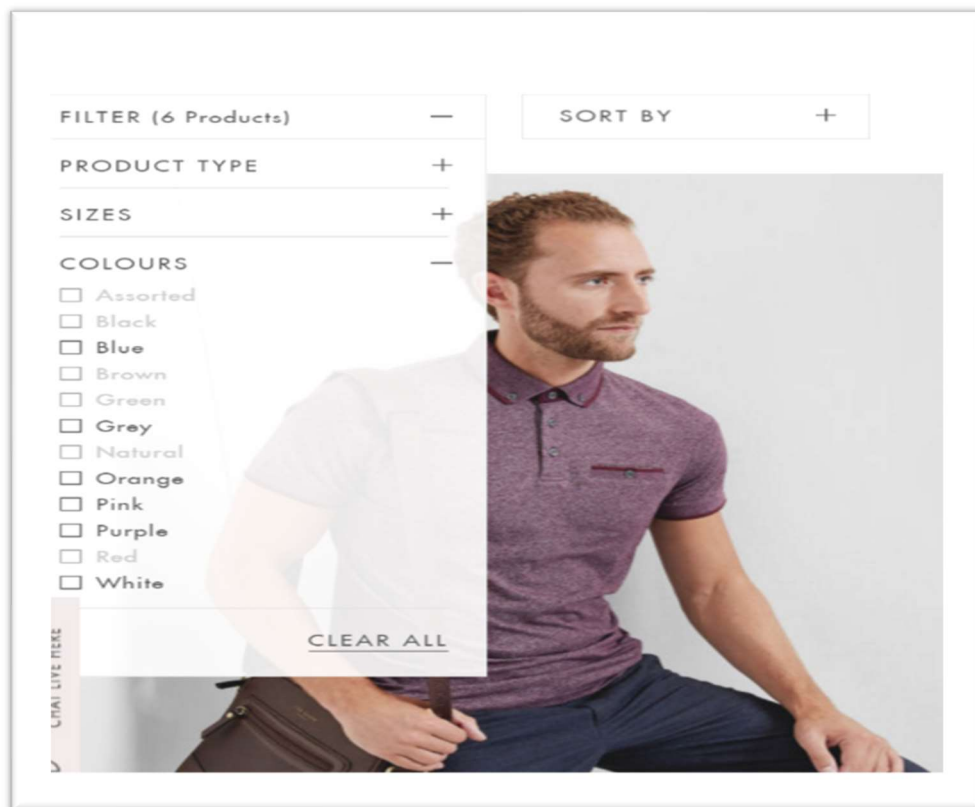 FILTER (6 Products)
SORT BY
PRODUCT TYPE
SIZES
COLOURS
Assorted
Black
Blue
Brown
Green
Grey
Natural
Orange
Pink
Purple
Red
White
CLEAR ALL
CHAT LIVE HERE